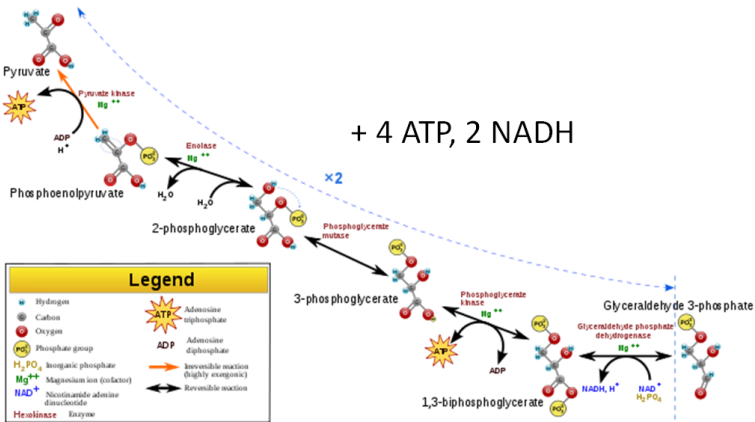 Pyruvate
Pyruvate kinase
Mg ++
ATP
ADP
H+
Phosphoenolpyruvate
Enolase
Mg ++
H₂O
H₂O
2-phosphoglycerate
+ 4 ATP, 2 NADH
×2
Phosphoglycerate
mutase
3-phosphoglycerate
Phosphoglycerate
kinase
Mg ++
ATP
ADP
1,3-biphosphoglycerate
Glyceraldehyde 3-phosphate
Glyceraldehyde phosphate
dehydrogenase
Mg ++
NADH, H+
NAD+
H₂PO₄
Legend
Hydrogen
Carbon
Oxygen
Phosphate group
H₂PO₄ Inorganic phosphate
Mg++ Magnesium ion (cofactor)
NAD+ Nicotinamide adenine
dinucleotide
Hexokinase Enzyme
ATP Adenosine
triphosphate
ADP Adenosine
diphosphate
Irreversible reaction
(highly exergonic)
Reversible reaction